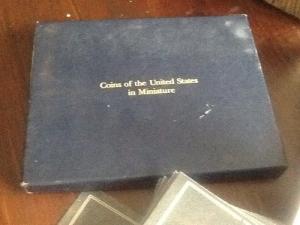 Coins of the United States
in Miniature